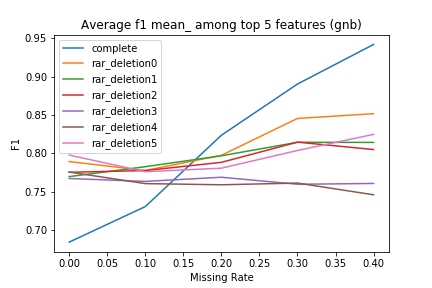 Average f1 mean_ among top 5 features (gnb)
complete
rar_deletion0
rar_deletion1
rar_deletion2
rar_deletion3
rar_deletion4
rar_deletion5
F1
0.95
0.90
0.85
0.80
0.75
0.70
0.00 0.05 0.10 0.15 0.20 0.25 0.30 0.35 0.40
Missing Rate